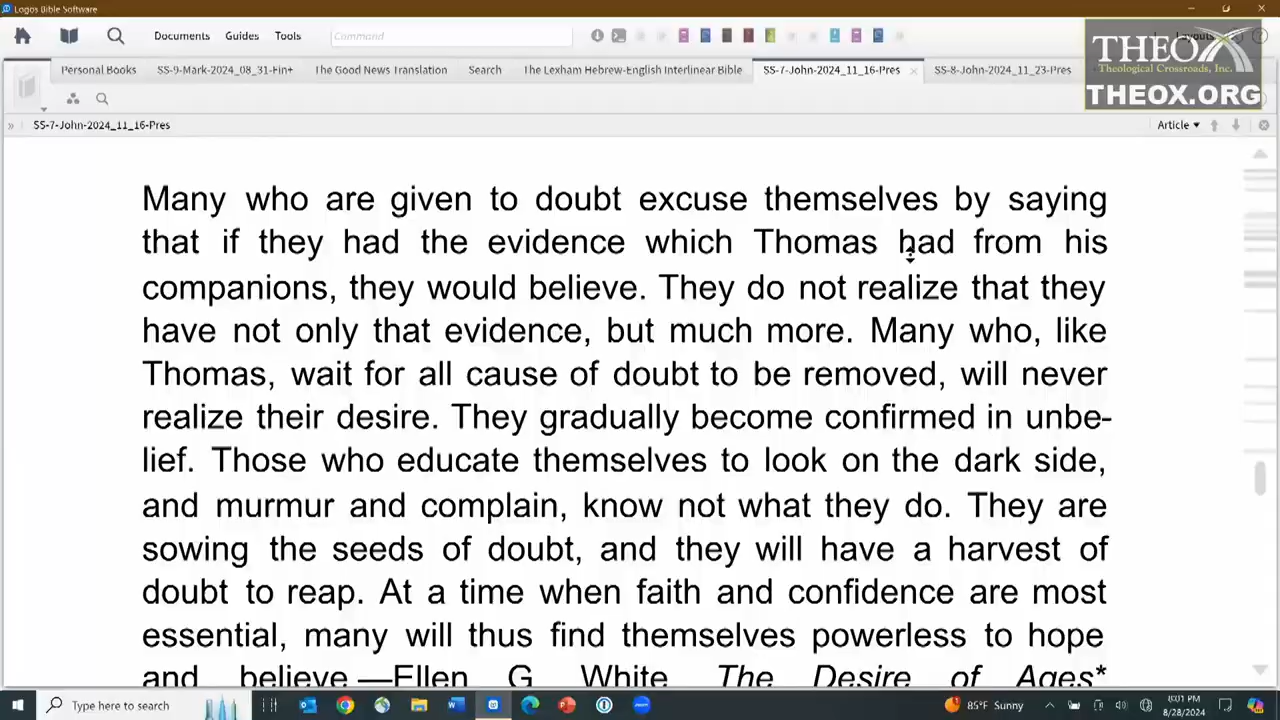 Logos Bible Software
Documents Guides Tools Command Layouts
THEOX
Theological Crossroads, Inc.
THEOX.ORG
Personal Books SS-9-Mark-2024_08_31-Fin+ The Good News The Lexham Hebrew-English Interlinear Bible SS-7-John-2024_11_16-Pres SS-8-John-2024_11_23-Pres
SS-7-John-2024_11_16-Pres Article
Many who are given to doubt excuse themselves by saying
that if they had the evidence which Thomas had from his
companions, they would believe. They do not realize that they
have not only that evidence, but much more. Many who, like
Thomas, wait for all cause of doubt to be removed, will never
realize their desire. They gradually become confirmed in unbe-
lief. Those who educate themselves to look on the dark side,
and murmur and complain, know not what they do. They are
sowing the seeds of doubt, and they will have a harvest of
doubt to reap. At a time when faith and confidence are most
essential, many will thus find themselves powerless to hope
and believe.—Ellen G. White The Desire of Ages*
Type here to search 85°F Sunny 8:01 PM
8/28/2024